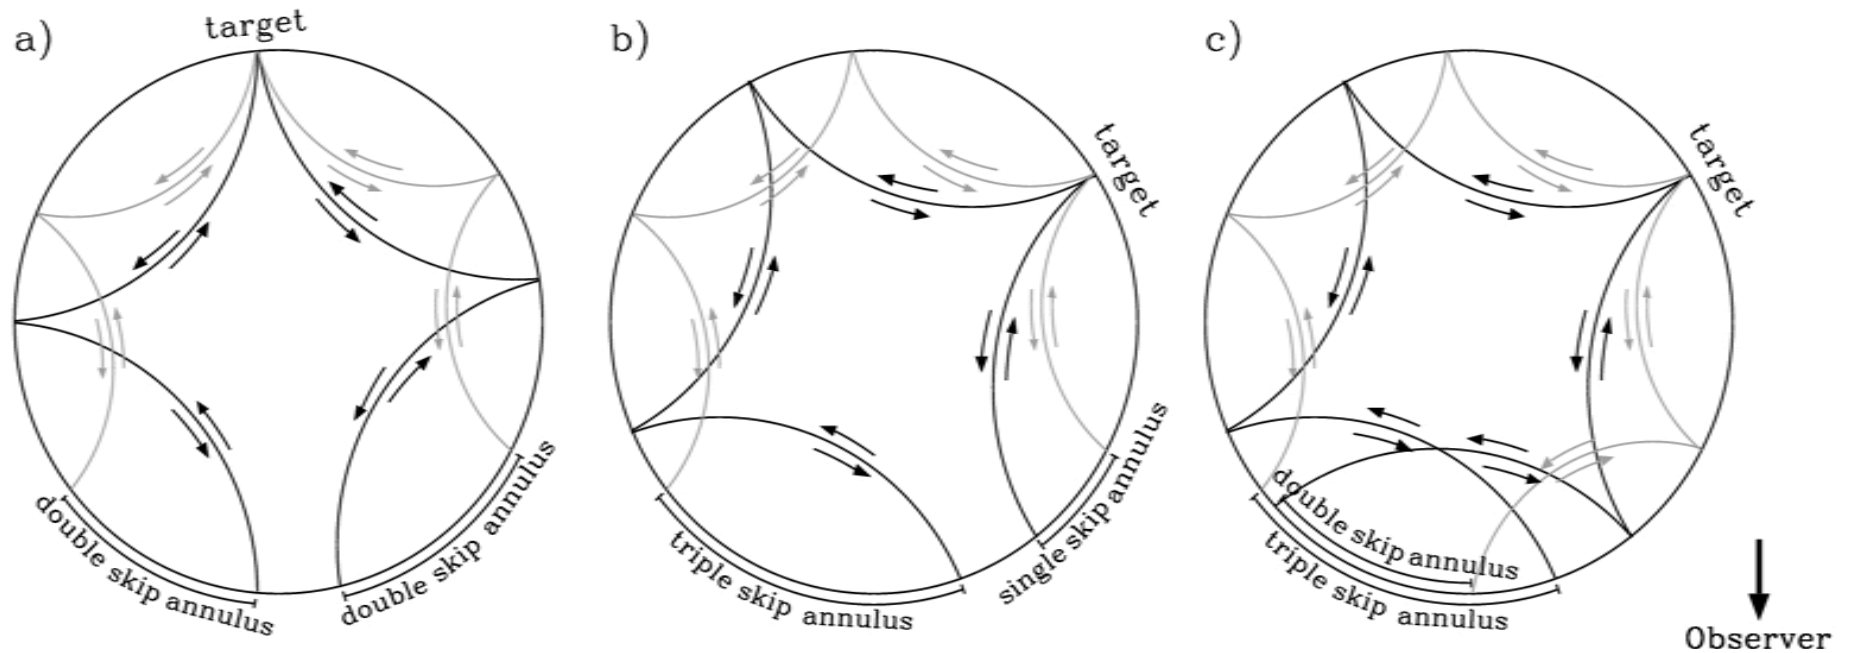 a)
target
double skip annulus
double skip annulus
b)
target
triple skip annulus
single skip annulus
c)
target
double skip annulus
triple skip annulus
Observer